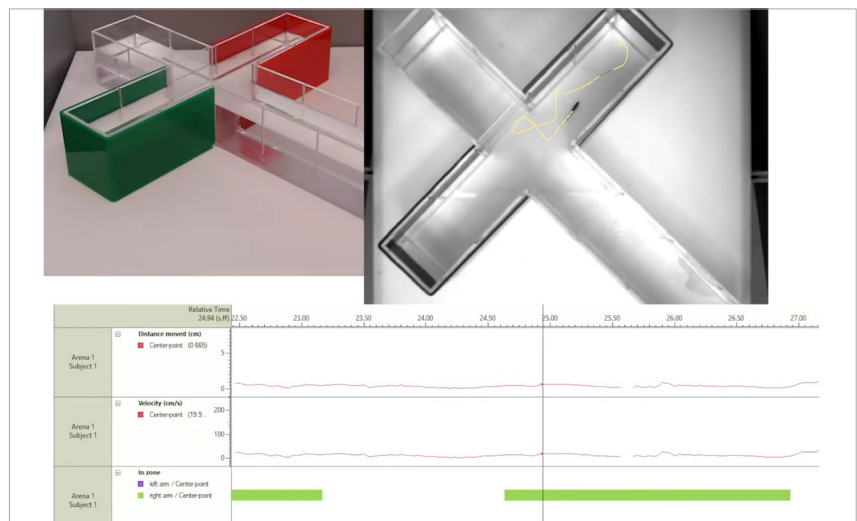 Relative Time
24.94 (s.ff) 22.50 23.00 23.50 24.00 24.50 25.00 25.50 26.00 26.50 27.00
Distance moved (cm)
Center-point (0.665)
Arena 1
Subject 1
5
0
Velocity (cm/s)
Center-point (19.9...
Arena 1
Subject 1
200
100
0
In zone
left arm / Center-point
right arm / Center-point
Arena 1
Subject 1